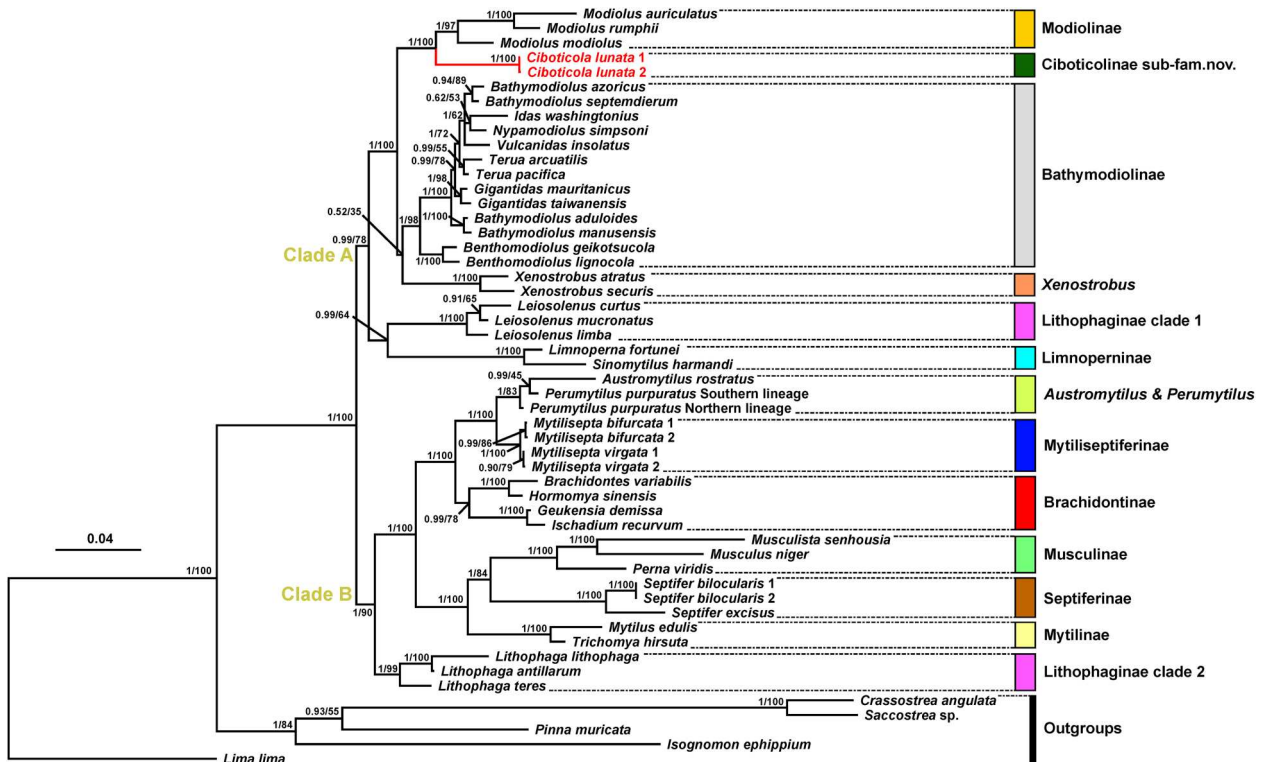 1/100
Modiolus auriculatus
1/97
Modiolus rumphii
Modiolinae
1/100
Modiolus modiolus
1/100
Ciboticola lunata 1
Ciboticolinae sub-fam.nov.
Ciboticola lunata 2
0.94/89
Bathymodiolus azoricus
0.62/53
Bathymodiolus septemdierum
1/62
Idas washingtonius
1/72
Nypamodiolus simpsoni
0.99/55
Vulcanidas insolatus
1/100
0.99/78
Terua arcuatilis
Terua pacifica
Bathymodiolinae
1/98
Gigantidas mauritanicus
1/100
Gigantidas taiwanensis
0.52/35
1/98
1/100
Bathymodiolus aduloides
Bathymodiolus manusensis
0.99/78
Clade A
Benthomodiolus geikotsucola
1/100
Benthomodiolus lignocola
1/100
Xenostrobus atratus
Xenostrobus
Xenostrobus securis
0.91/65
Leiosolenus curtus
0.99/64
1/100
Leiosolenus mucronatus
Lithophaginae clade 1
Leiosolenus limba
1/100
Limnoperna fortunei
Limnoperninae
Sinomytilus harmandi
0.99/45
Austromytilus rostratus
1/83
Perumytilus purpuratus Southern lineage
Austromytilus & Perumytilus
1/100
Perumytilus purpuratus Northern lineage
1/100
Mytilisepta bifurcata 1
0.99/86
Mytilisepta bifurcata 2
Mytiliseptiferinae
1/100
1/100
Mytilisepta virgata 1
0.90/79
Mytilisepta virgata 2
1/100
Brachidontes variabilis
Hormomya sinensis
Brachidontinae
0.99/78
1/100
Geukensia demissa
Ischadium recurvum
1/100
0.04
1/100
Musculista senhousia
1/100
Musculus niger
Musculinae
1/100
1/84
Perna viridis
1/100
Septifer bilocularis 1
Clade B
1/100
Septifer bilocularis 2
Septiferinae
1/90
1/100
Septifer excisus
1/100
Mytilus edulis
Mytilinae
Trichomya hirsuta
1/100
Lithophaga lithophaga
1/99
Lithophaga antillarum
Lithophaginae clade 2
Lithophaga teres
1/100
Crassostrea angulata
0.93/55
Saccostrea sp.
1/84
Pinna muricata
Outgroups
Isognomon ephippium
Lima lima